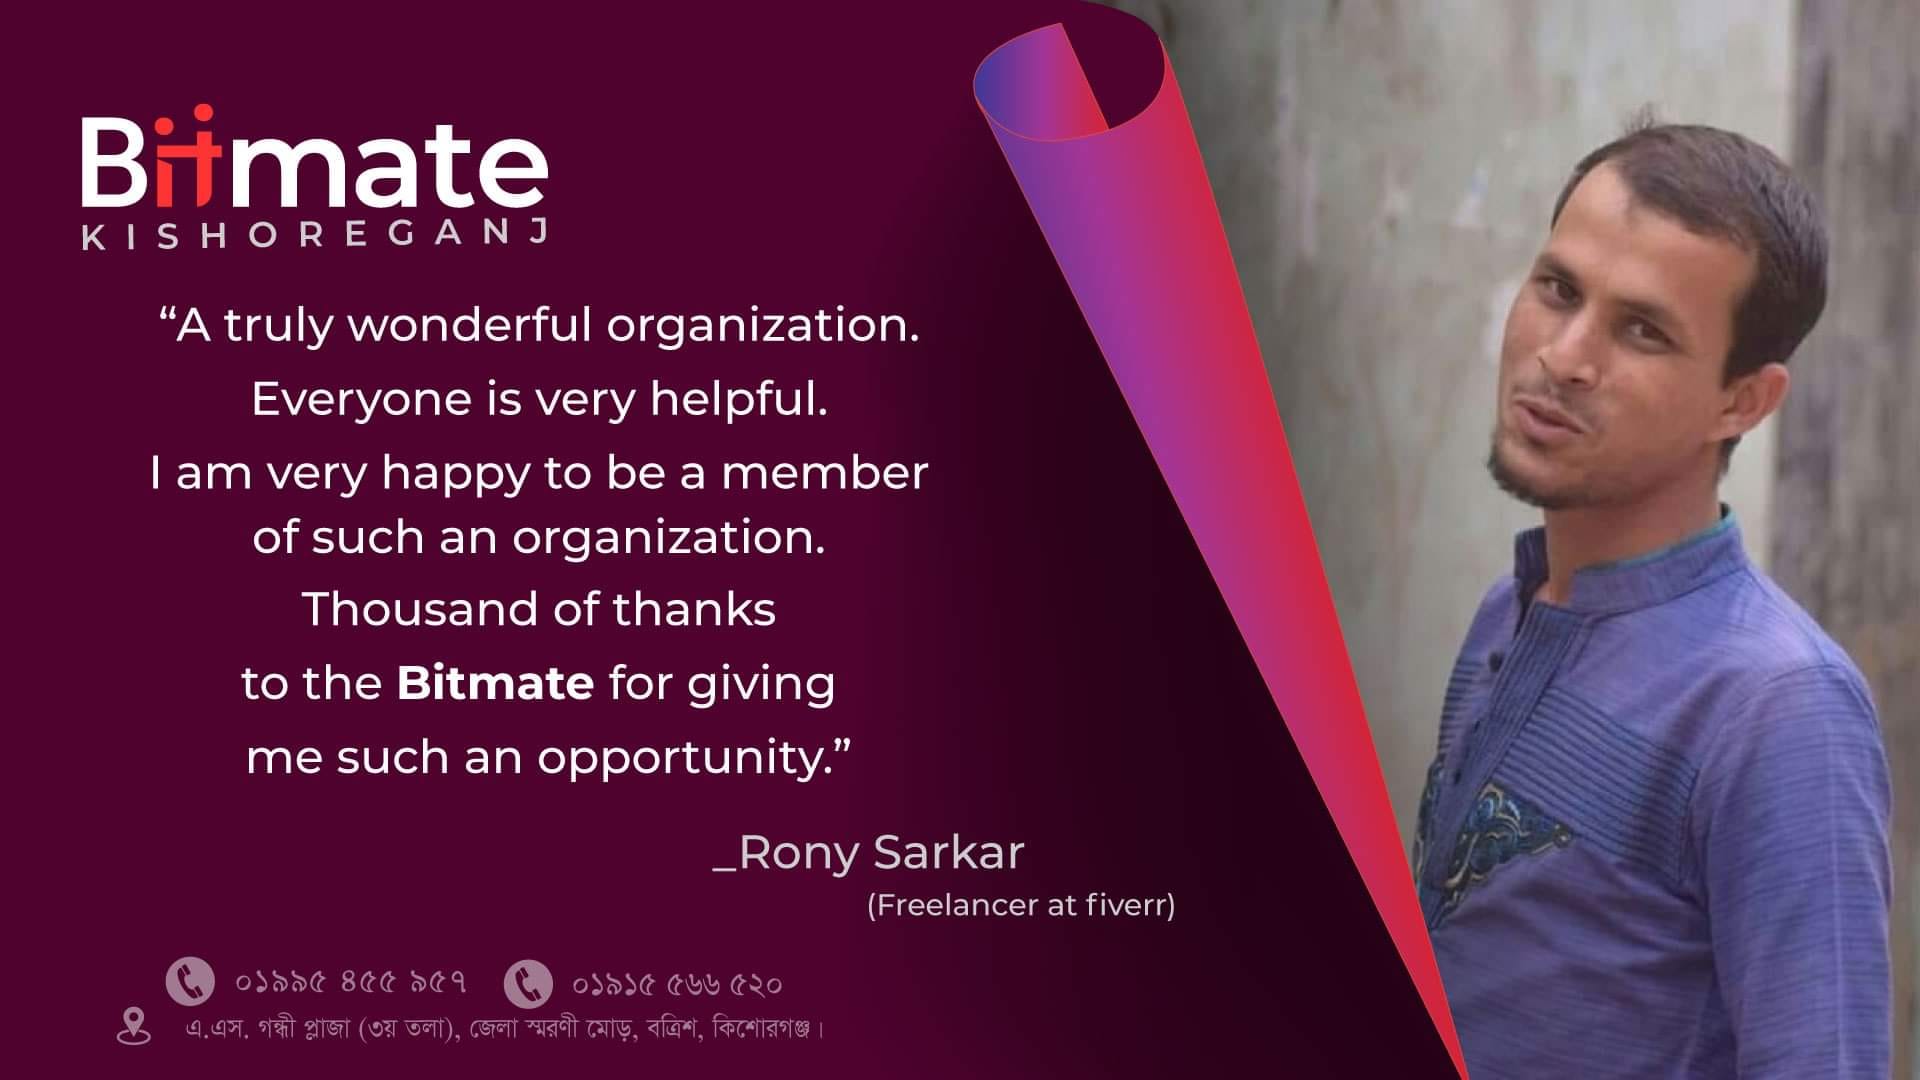 Bitmate
KISHOREGANJ
“A truly wonderful organization.
Everyone is very helpful.
I am very happy to be a member
of such an organization.
Thousand of thanks
to the Bitmate for giving
me such an opportunity.”
_Rony Sarkar
(Freelancer at fiverr)
০১৯৯৫ ৪৫৫ ৯৫৭ ০১৯১৫ ৫৬৬ ৫২০
এ.এস. গন্ধী প্লাজা (৩য় তলা), জেলা স্মরণী মোড়, বত্রিশ, কিশোরগঞ্জ।